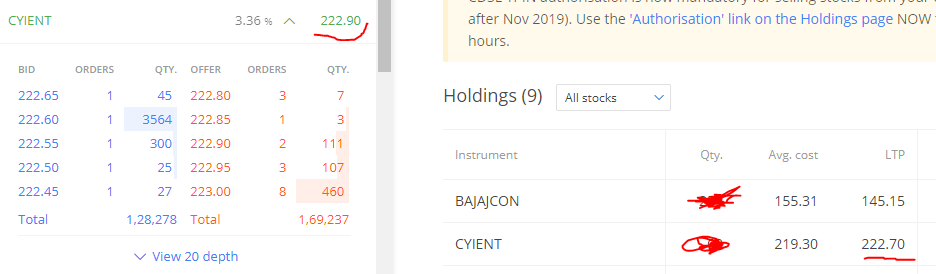 CYIENT 3.36 % 222.90
BID ORDERS QTY. OFFER ORDERS QTY.
222.65 1 45 222.80 3 7
222.60 1 3564 222.85 1 3
222.55 1 300 222.90 2 111
222.50 1 25 222.95 3 107
222.45 1 27 223.00 8 460
Total 1,28,278 Total 1,69,237
View 20 depth
after Nov 2019). Use the 'Authorisation' link on the Holdings page NOW
hours.
Holdings (9) All stocks
Instrument Qty. Avg. cost LTP
BAJAJCON 155.31 145.15
CYIENT 219.30 222.70